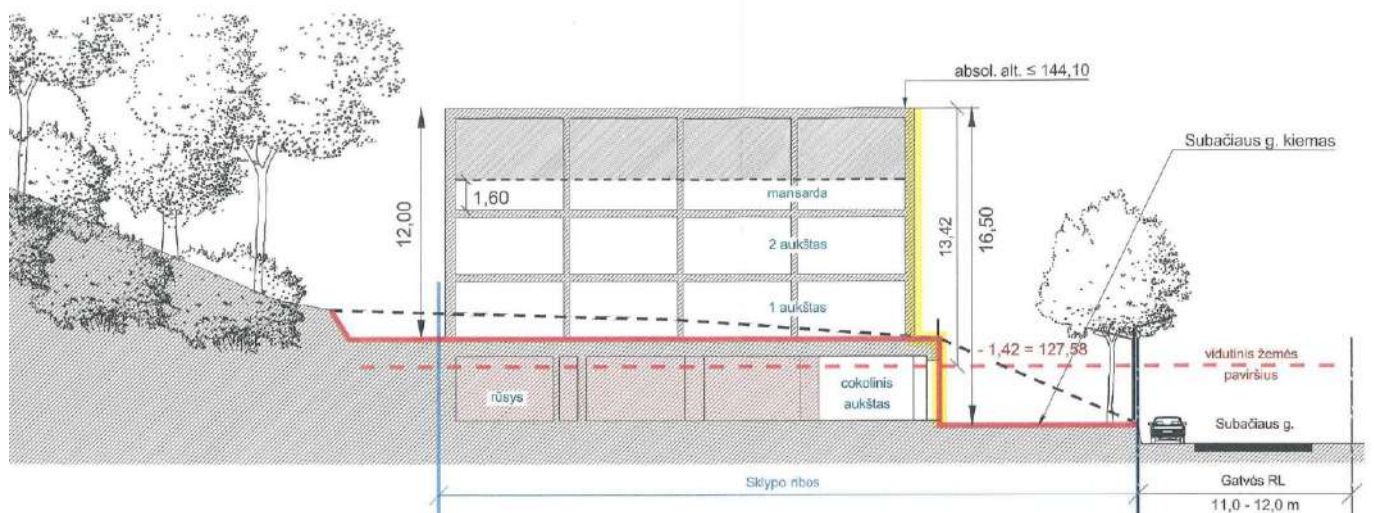 absol. alt. ≤ 144,10
Subačiaus g. kiemas
mansarda
1,60
12,00
2 aukštas
13,42
16,50
1 aukštas
- 1,42 = 127,58
vidutinis žemės
paviršius
rūsys
cokolinis
aukštas
Subačiaus g.
Sklypo ribos
Gatvės RL
11,0 - 12,0 m